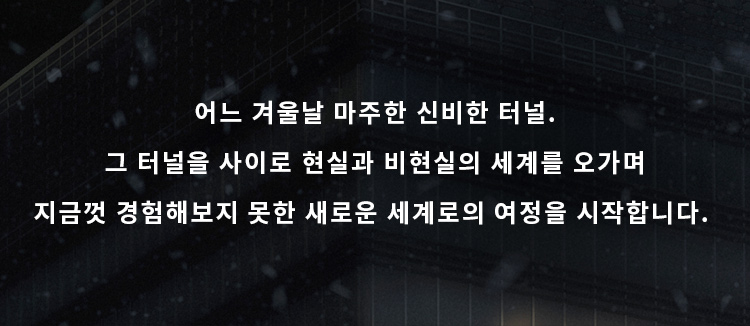 어느 겨울날 마주한 신비한 터널.
그 터널을 사이로 현실과 비현실의 세계를 오가며
지금껏 경험해보지 못한 새로운 세계로의 여정을 시작합니다.